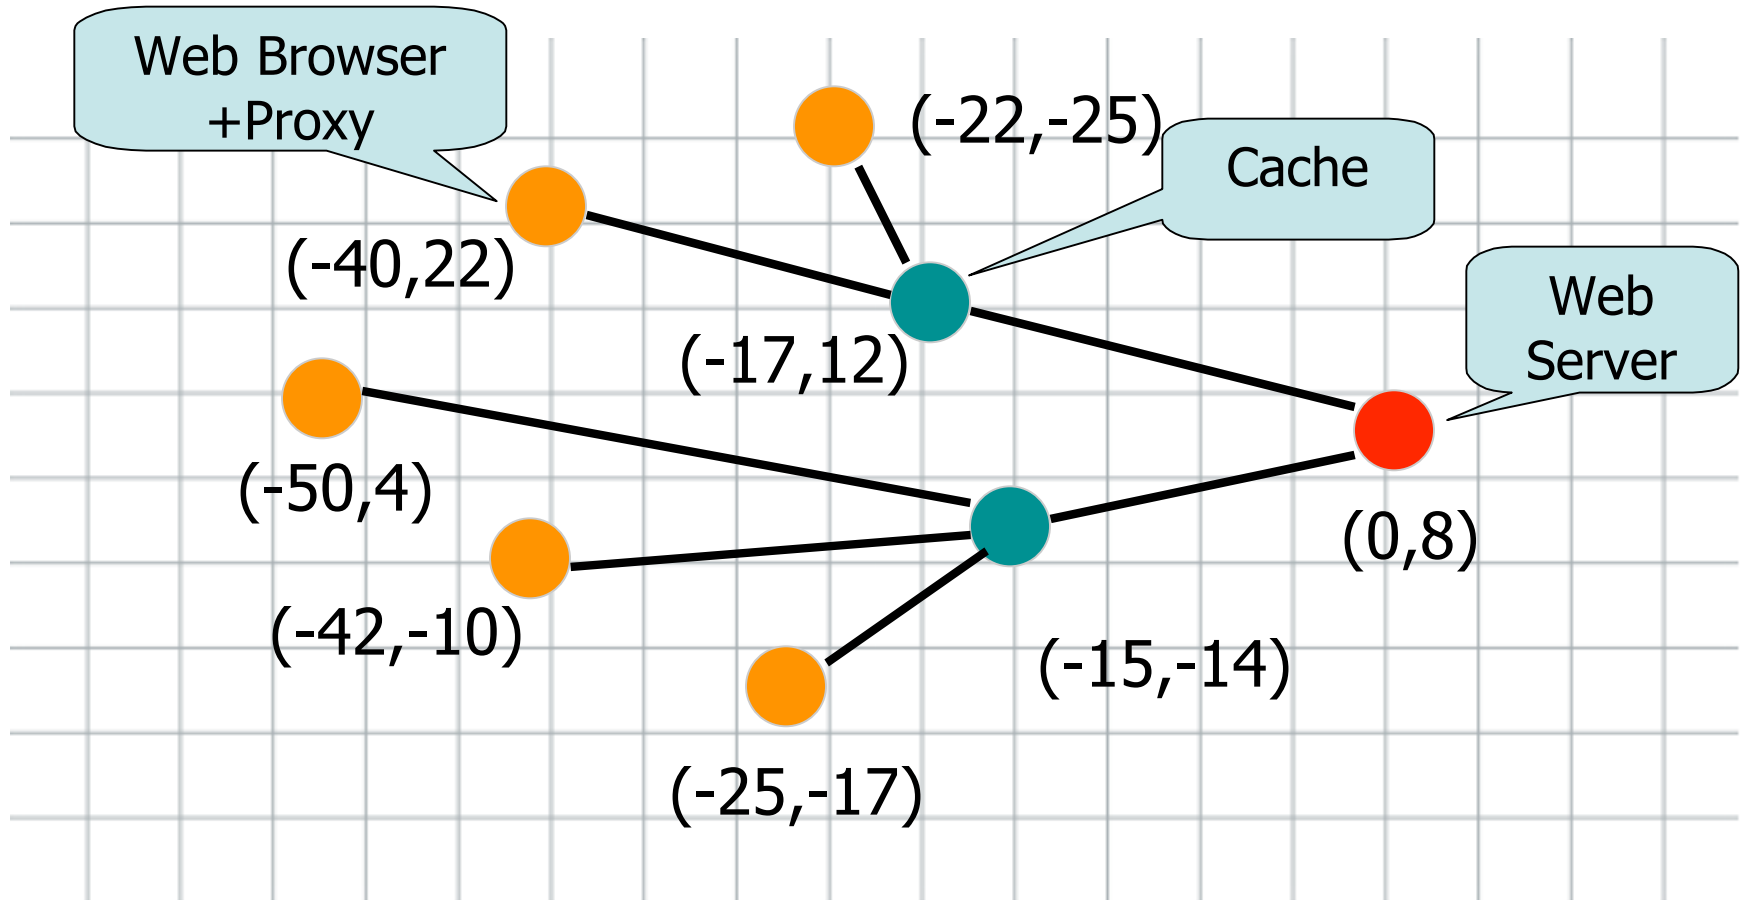 Web Browser
+Proxy
(-22,-25)
Cache
(-40,22)
Web
Server
(-17,12)
(-50,4)
(0,8)
(-42,-10)
(-15,-14)
(-25,-17)